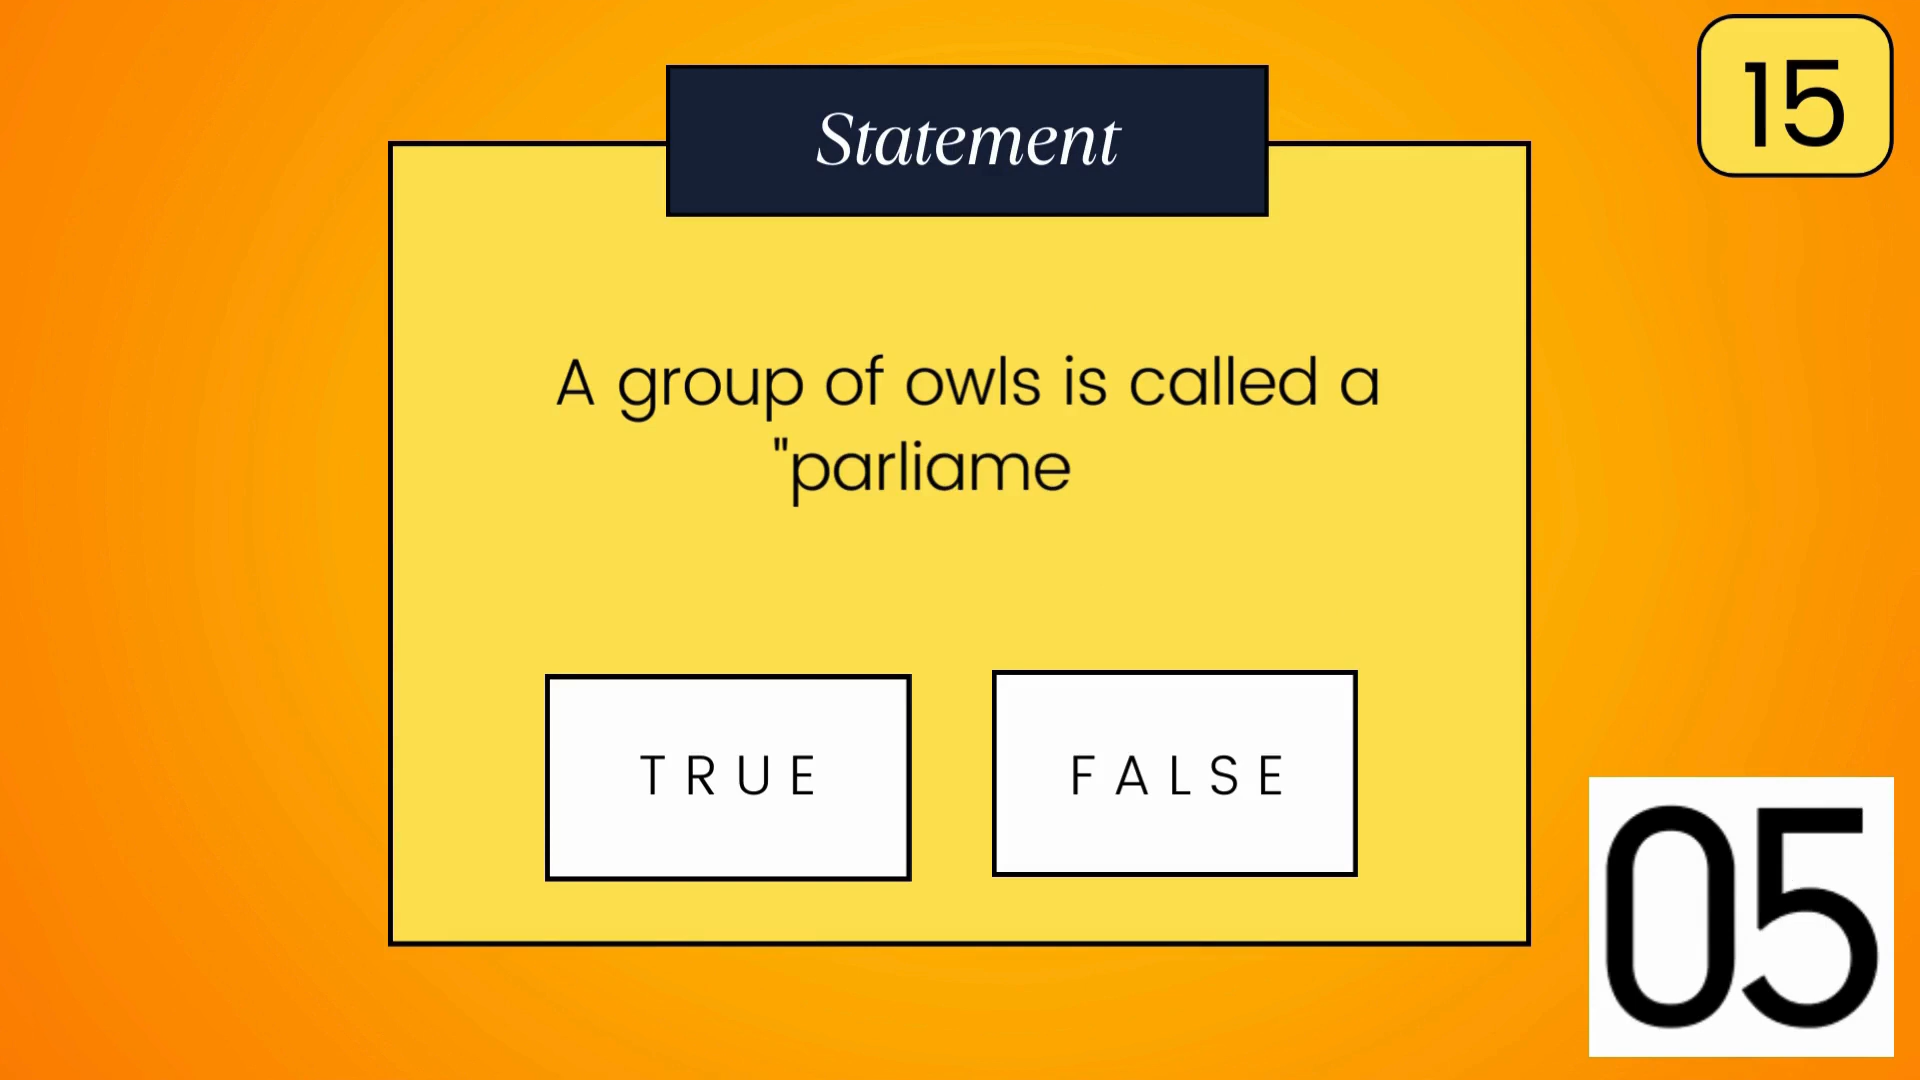 15
Statement
A group of owls is called a
"parliame
TRUE
FALSE
05